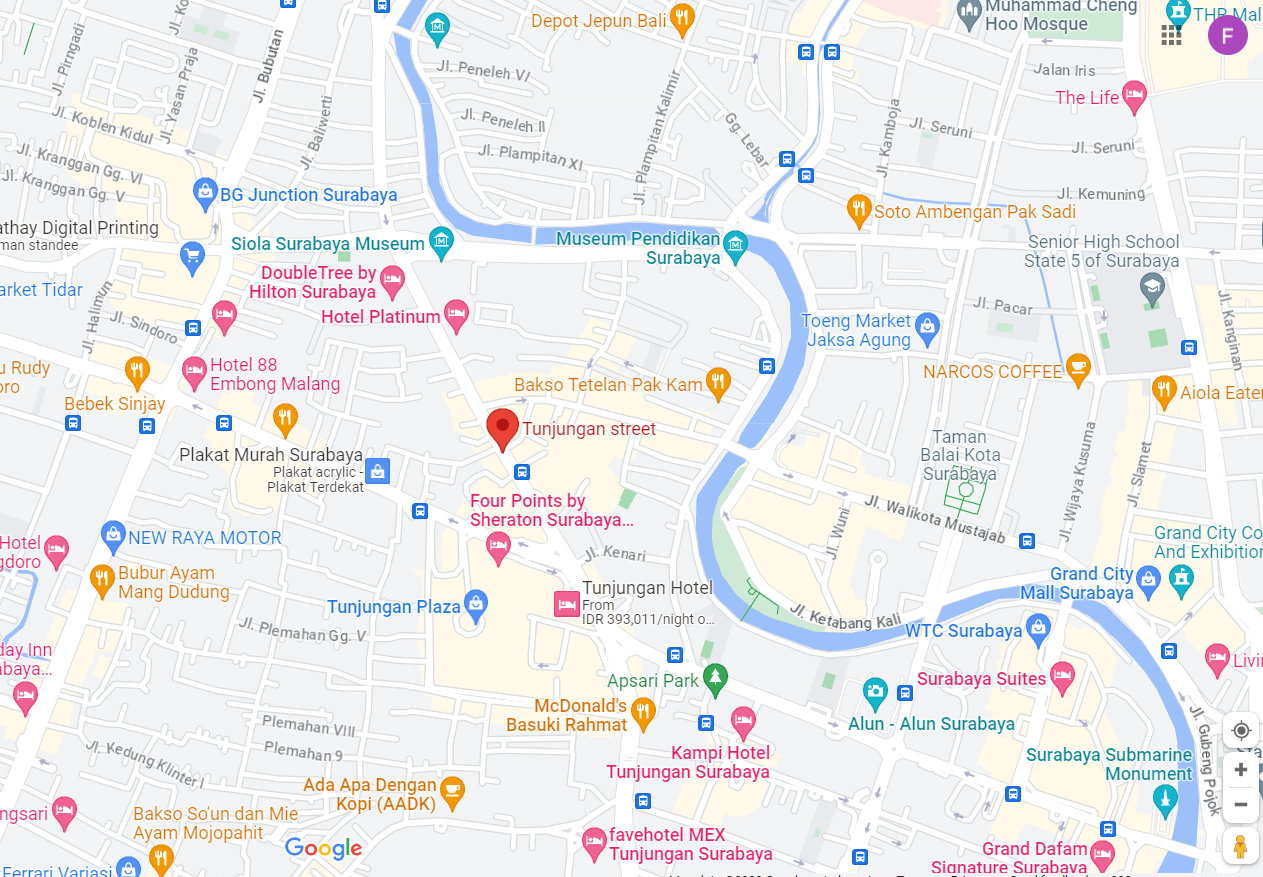 Depot Jepun Bali
Muhammad Cheng
Hoo Mosque
THR Mal
F
Jl. Pirngadi
Jl. Yasan Praja
Jl. Bubutan
Jl. Peneleh VI
Jl. Plampitan Kalimir
Jalan Iris
The Life
Jl. Koblen Kidul
Jl. Baliwerti
Jl. Peneleh II
Gg. Lebar
Jl. Kamboja
Jl. Seruni
Jl. Seruni
Jl. Kranggan Gg. VI
Jl. Plampitan XI
Jl. Kranggan Gg. V
BG Junction Surabaya
Jl. Kemuning
Soto Ambengan Pak Sadi
athay Digital Printing
man standee
Siola Surabaya Museum
Museum Pendidikan
Surabaya
Senior High School
State 5 of Surabaya
DoubleTree by
Hilton Surabaya
arket Tidar
Jl. Halimun
Hotel Platinum
Jl. Sindoro
Jl. Pacar
Jl. Kanginan
Toeng Market
Jaksa Agung
u Rudy
oro
Hotel 88
Embong Malang
Bakso Tetelan Pak Kam
NARCOS COFFEE
Aiola Eater
Bebek Sinjay
Tunjungan street
Plakat Murah Surabaya
Plakat acrylic -
Plakat Terdekat
Taman
Balai Kota
Surabaya
Jl. Wijaya Kusuma
Jl. Slamet
Four Points by
Sheraton Surabaya...
Jl. Walikota Mustajab
Jl. Wuni
NEW RAYA MOTOR
Hotel
gdoro
Jl. Kenari
Grand City Co
And Exhibition
Bubur Ayam
Mang Dudung
Tunjungan Hotel
From
IDR 393,011/night o...
Grand City
Mall Surabaya
Tunjungan Plaza
Jl. Ketabang Kali
WTC Surabaya
Jl. Plemahan Gg. V
day Inn
abaya...
Livin
Apsari Park
Surabaya Suites
McDonald's
Basuki Rahmat
Alun - Alun Surabaya
Plemahan VIII
Plemahan 9
Jl. Kedung Klinter I
Kampi Hotel
Tunjungan Surabaya
Jl. Gubeng Pojok
Sta
Surabaya Submarine
Monument
Ada Apa Dengan
Kopi (AADK)
ngsari
Bakso So'un dan Mie
Ayam Mojopahit
Google
favehotel MEX
Tunjungan Surabaya
Grand Dafam
Signature Surabaya
Ferrari Variasi